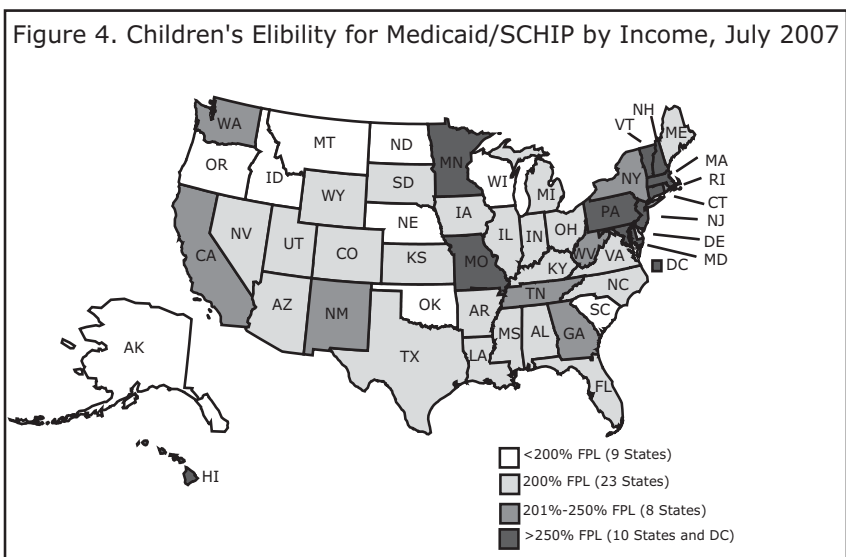 Figure 4. Children's Elibility for Medicaid/SCHIP by Income, July 2007
NH
VT
ME
WA
MT
ND
MN
OR
ID
WI
MI
NY
MA
RI
CT
NJ
DE
MD
DC
SD
WY
IA
PA
NE
NV
UT
CO
IL
IN
OH
WV
VA
CA
KS
MO
KY
NC
TN
AZ
NM
OK
AR
SC
MS
AL
GA
TX
LA
FL
AK
HI
<200% FPL (9 States)
200% FPL (23 States)
201%-250% FPL (8 States)
>250% FPL (10 States and DC)